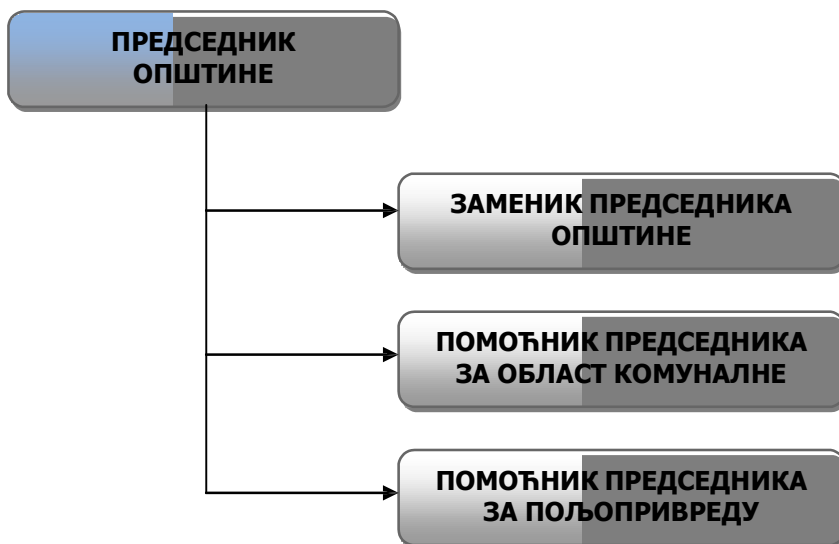 ПРЕДСЕДНИК
ОПШТИНЕ
ЗАМЕНИК ПРЕДСЕДНИКА
ОПШТИНЕ
ПОМОЋНИК ПРЕДСЕДНИКА
ЗА ОБЛАСТ КОМУНАЛНЕ
ПОМОЋНИК ПРЕДСЕДНИКА
ЗА ПОЉОПРИВРЕДУ